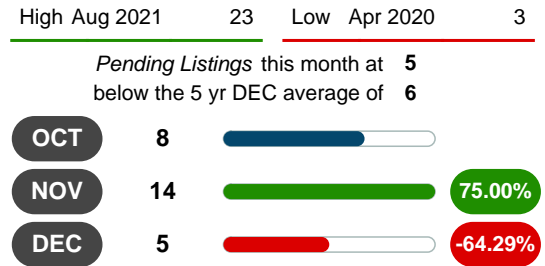 High Aug 2021 23 Low Apr 2020 3
Pending Listings this month at 5
below the 5 yr DEC average of 6
OCT 8
NOV 14 75.00%
DEC 5 -64.29%